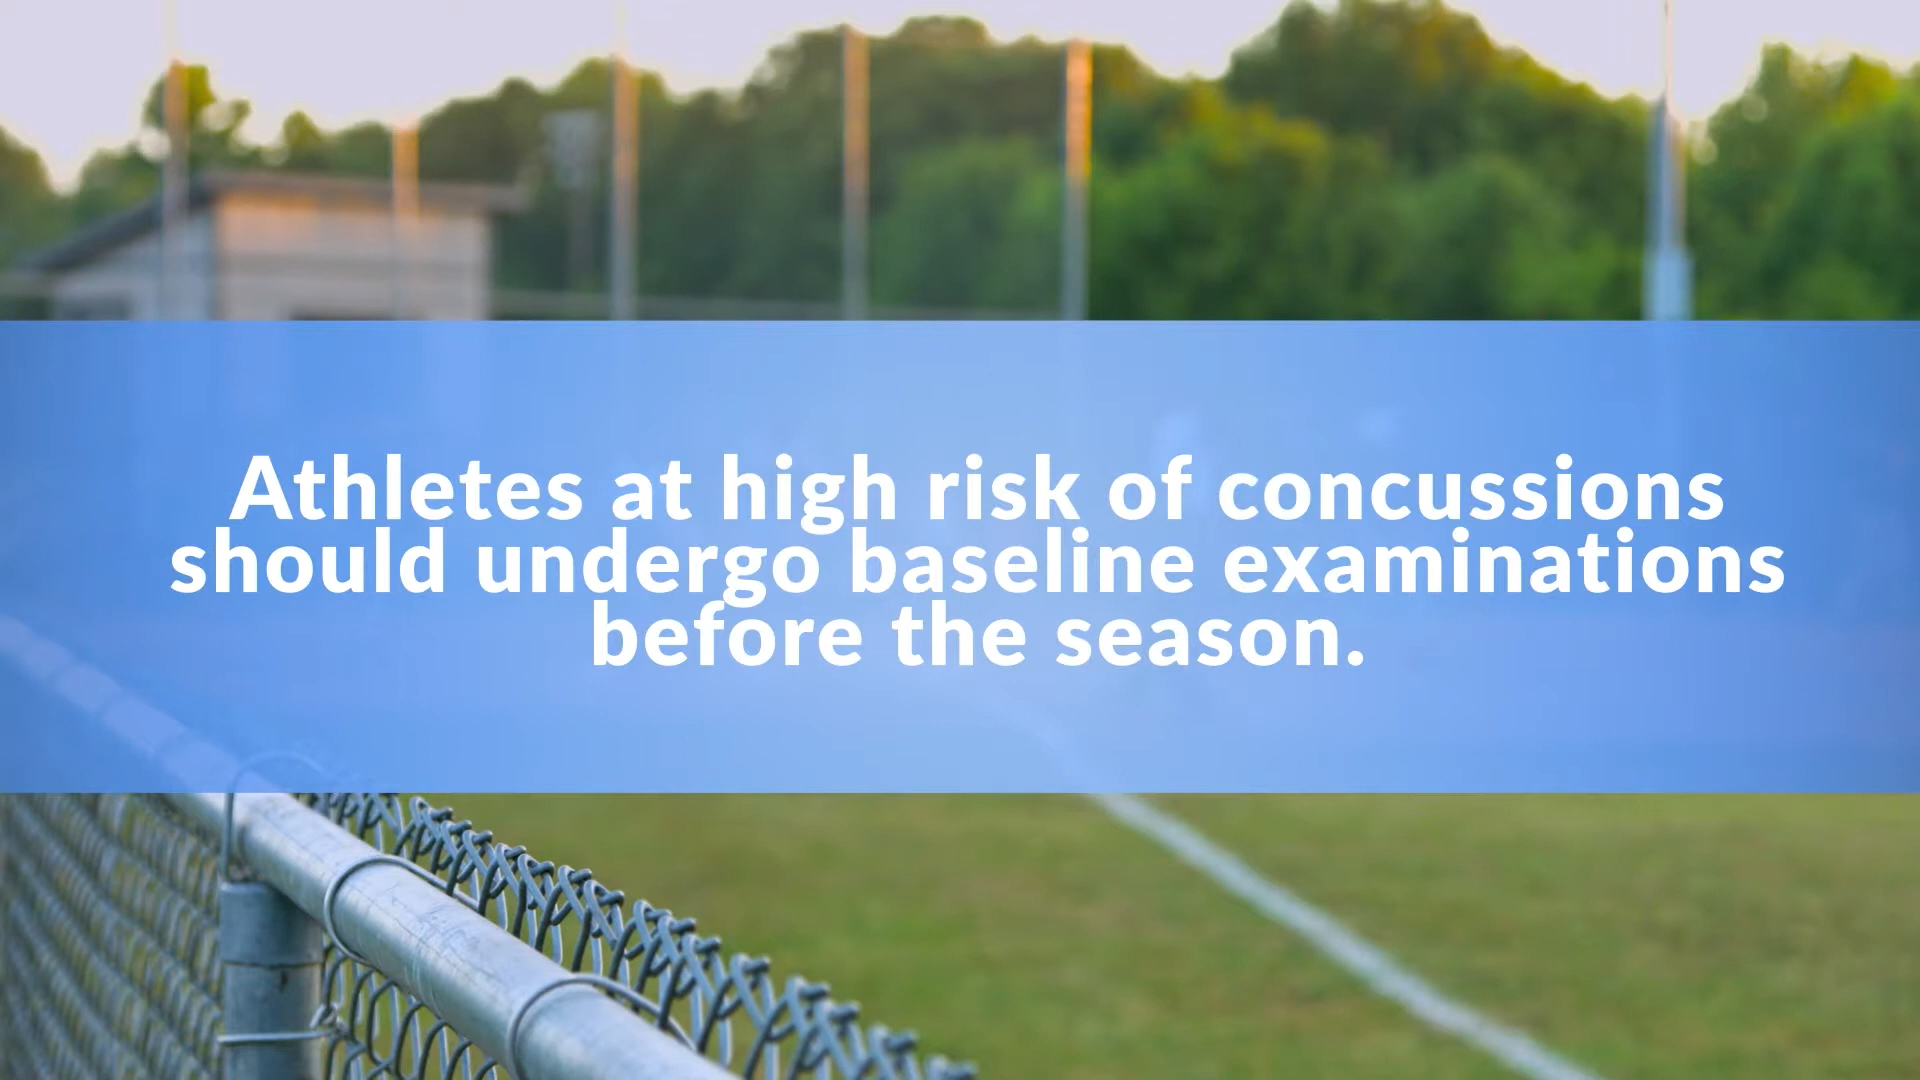 Athletes at high risk of concussions
should undergo baseline examinations
before the season.